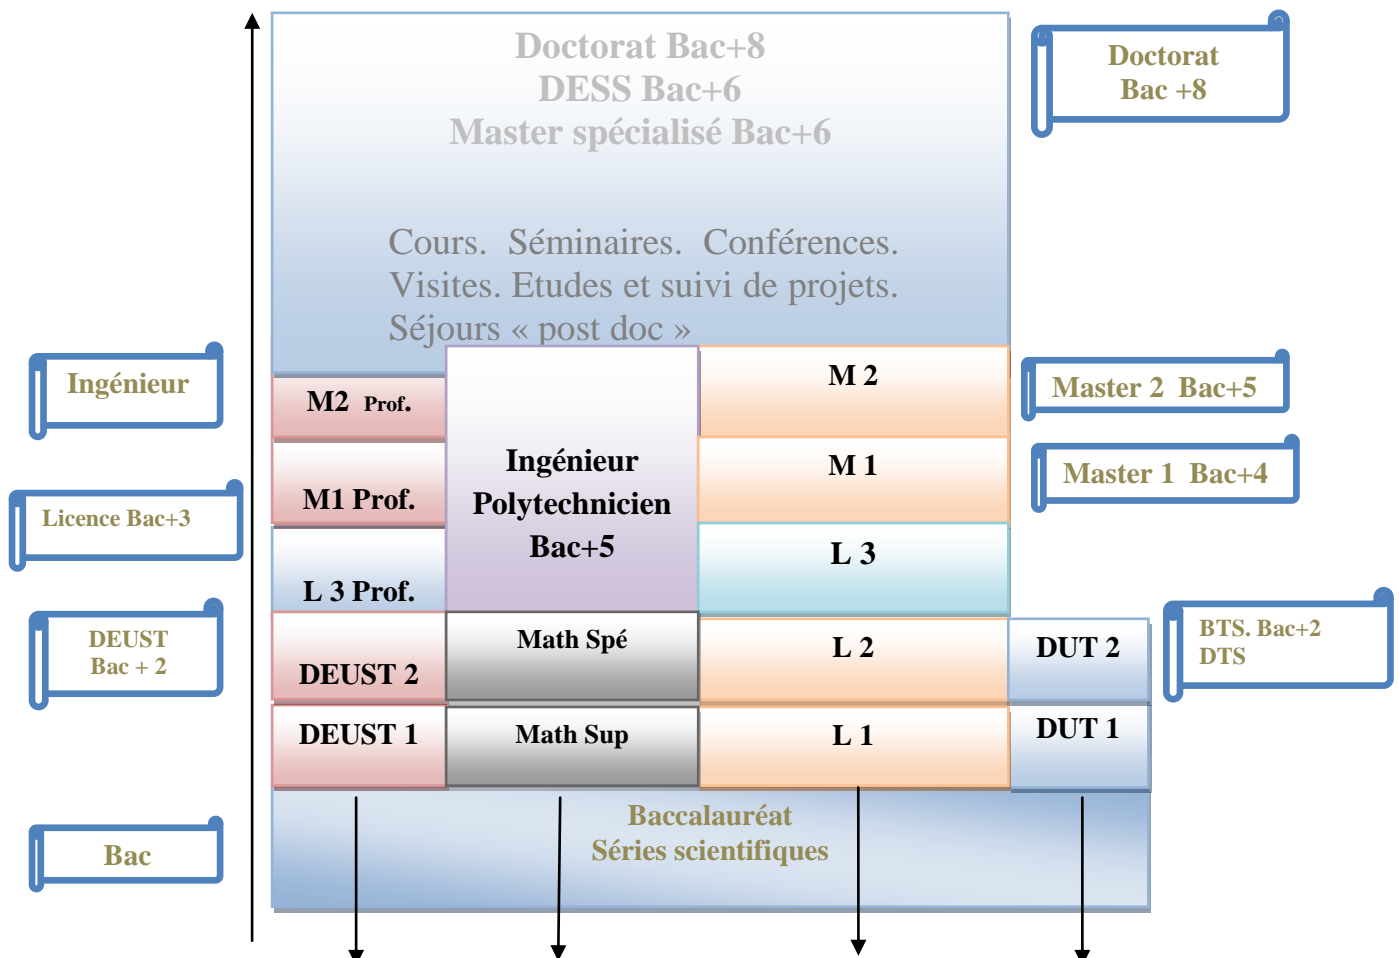 Doctorat Bac+8
DESS Bac+6
Master spécialisé Bac+6
Doctorat
Bac +8
Cours. Séminaires. Conférences.
Visites. Etudes et suivi de projets.
Séjours « post doc »
Ingénieur
M2 Prof.
M 2
Master 2 Bac+5
Ingénieur
Polytechnicien
Bac+5
M1 Prof.
M 1
Master 1 Bac+4
Licence Bac+3
L 3 Prof.
L 3
DEUST
Bac + 2
DEUST 2
Math Spé
L 2
DUT 2
BTS. Bac+2
DTS
DEUST 1
Math Sup
L 1
DUT 1
Baccalauréat
Séries scientifiques
Bac